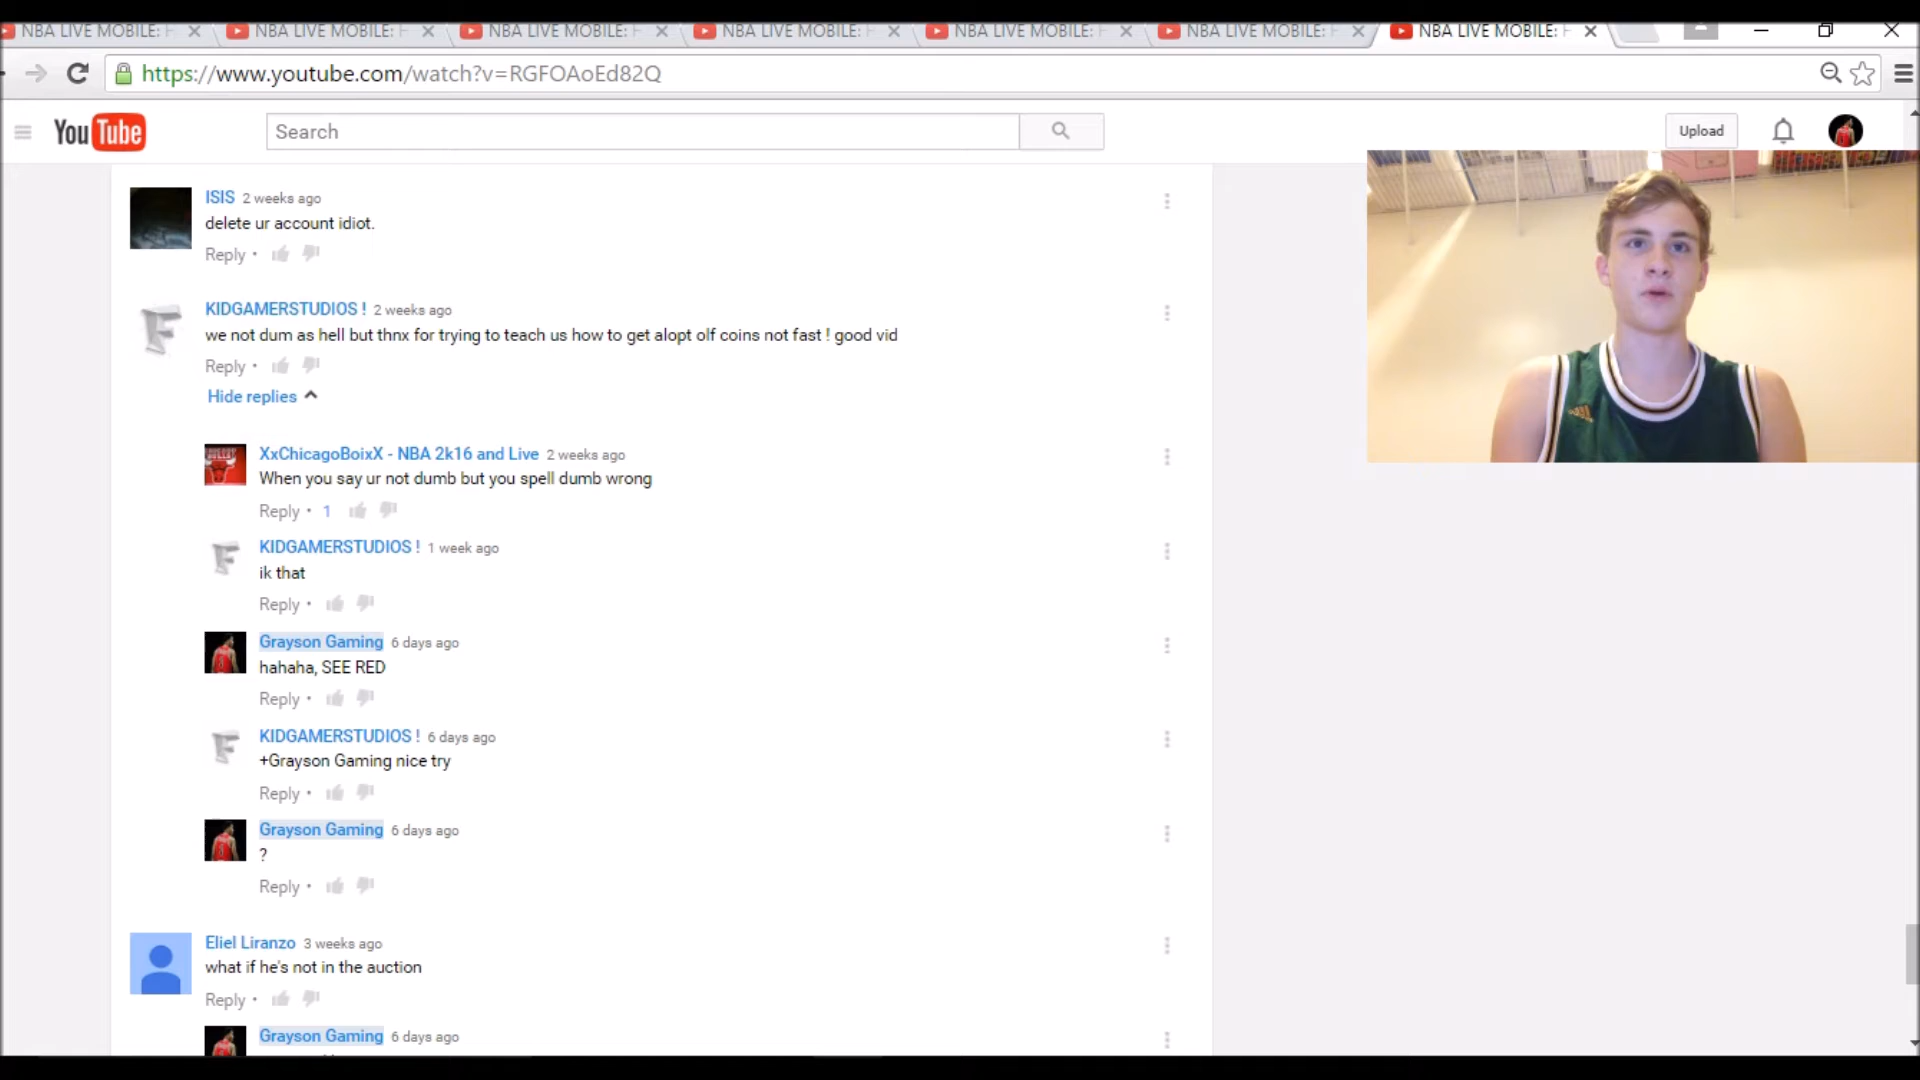 NBA LIVE MOBILE: F NBA LIVE MOBILE: F NBA LIVE MOBILE: F NBA LIVE MOBILE: F NBA LIVE MOBILE: F NBA LIVE MOBILE: F NBA LIVE MOBILE: F
https://www.youtube.com/watch?v=RGFOAoEd82Q
YouTube Search Upload
ISIS 2 weeks ago
delete ur account idiot.
Reply •
KIDGAMERSTUDIOS ! 2 weeks ago
we not dum as hell but thnx for trying to teach us how to get alopt olf coins not fast ! good vid
Reply •
Hide replies
XxChicagoBoixX - NBA 2k16 and Live 2 weeks ago
When you say ur not dumb but you spell dumb wrong
Reply • 1
KIDGAMERSTUDIOS ! 1 week ago
ik that
Reply •
Grayson Gaming 6 days ago
hahaha, SEE RED
Reply •
KIDGAMERSTUDIOS ! 6 days ago
+Grayson Gaming nice try
Reply •
Grayson Gaming 6 days ago
?
Reply •
Eliel Liranzo 3 weeks ago
what if he's not in the auction
Reply •
Grayson Gaming 6 days ago